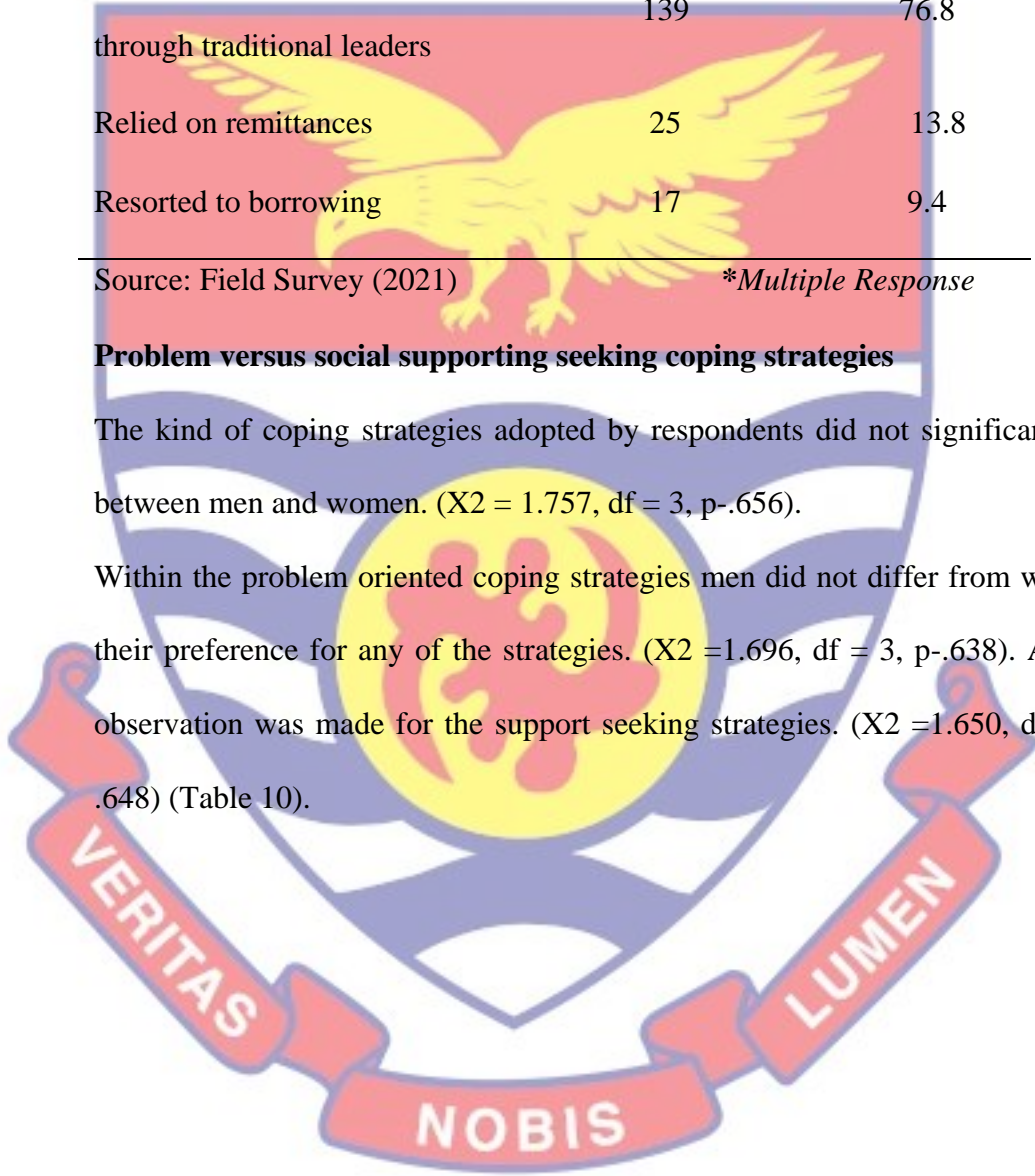 139 76.8
through traditional leaders
Relied on remittances 25 13.8
Resorted to borrowing 17 9.4
Source: Field Survey (2021) *Multiple Response
Problem versus social supporting seeking coping strategies
The kind of coping strategies adopted by respondents did not
between men and women. (X2 = 1.757, df = 3, p-.656).
Within the problem oriented coping strategies men did not differ from
their preference for any of the strategies. (X2 =1.696, df = 3, p-.638).
observation was made for the support seeking strategies. (X2 =1.650,
.648) (Table 10).
VERITAS
NOBIS
LUMEN